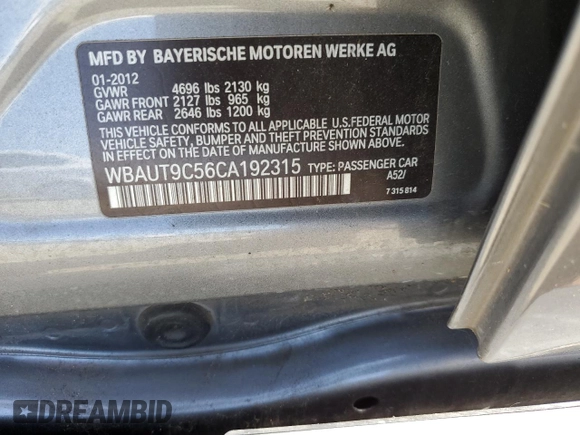 MFD BY BAYERISCHE MOTOREN WERKE AG
01-2012
GVWR 4696 lbs 2130 kg
GAWR FRONT 2127 lbs 965 kg
GAWR REAR 2646 lbs 1200 kg
THIS VEHICLE CONFORMS TO ALL APPLICABLE U.S.FEDERAL MOTOR
VEHICLE SAFETY, BUMPER AND THEFT PREVENTION STANDARDS
IN EFFECT ON THE DATE OF MANUFACTURE SHOWN ABOVE.
WBAUT9C56CA192315 TYPE: PASSENGER CAR
A52/
7 315 814
DREAMBID